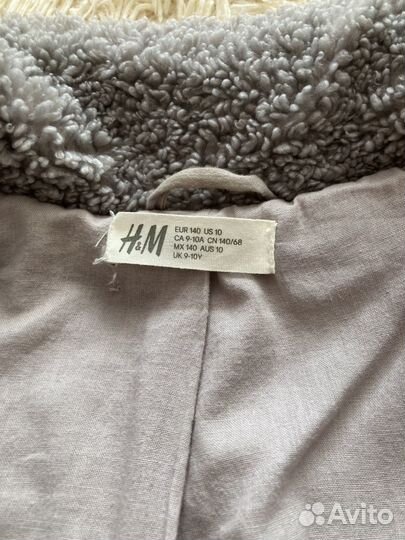 H&M
EUR 140 US 10
CA 9-10A CN 140/68
MX 140 AUS 10
UK 9-10Y
Avito